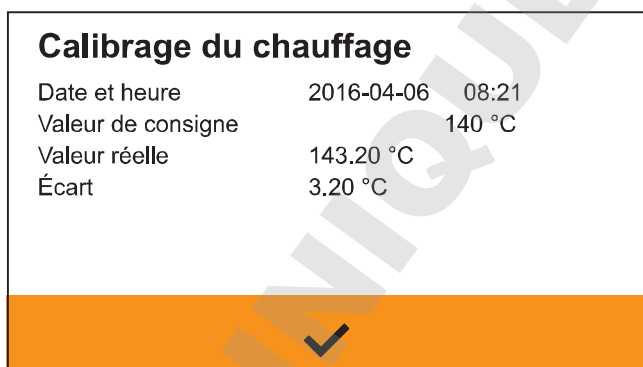 Calibrage du chauffage
Date et heure 2016-04-06 08:21
Valeur de consigne 140 °C
Valeur réelle 143.20 °C
Écart 3.20 °C